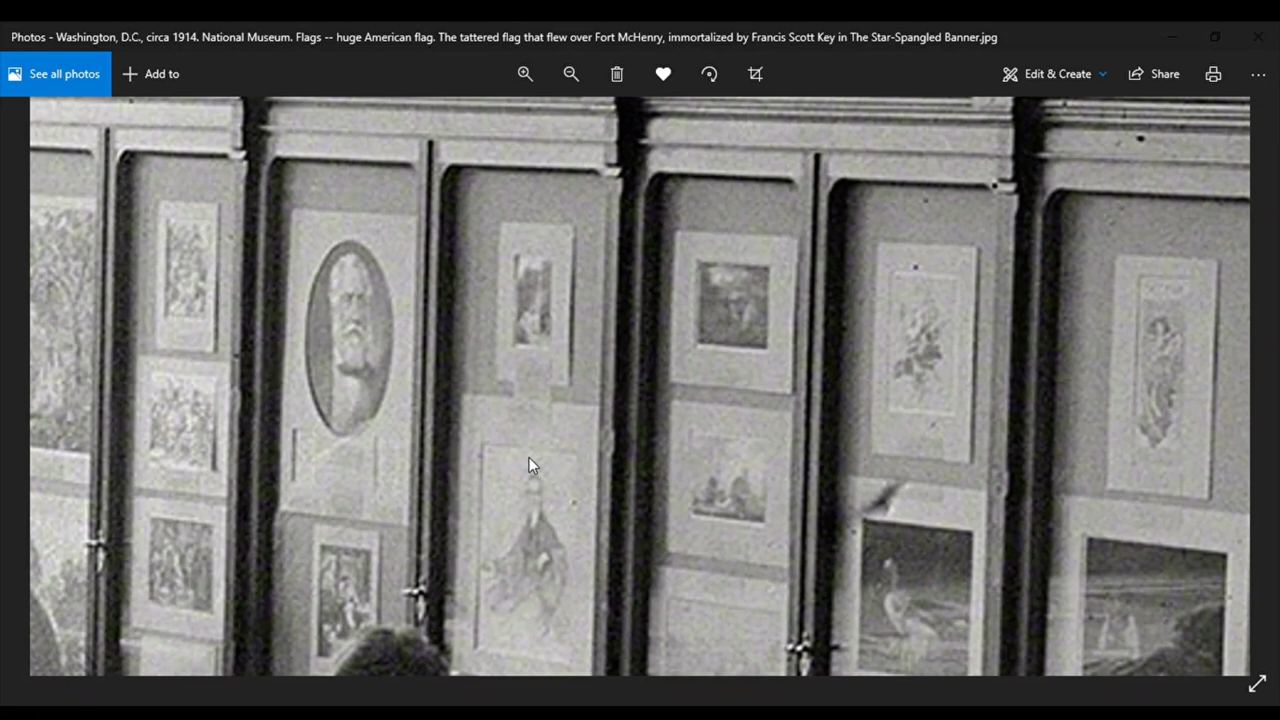 Photos - Washington, D.C., circa 1914. National Museum. Flags -- huge American flag. The tattered flag that flew over Fort McHenry, immortalized by Francis Scott Key in The Star-Spangled Banner.jpg
See all photos
Add to
Edit & Create
Share